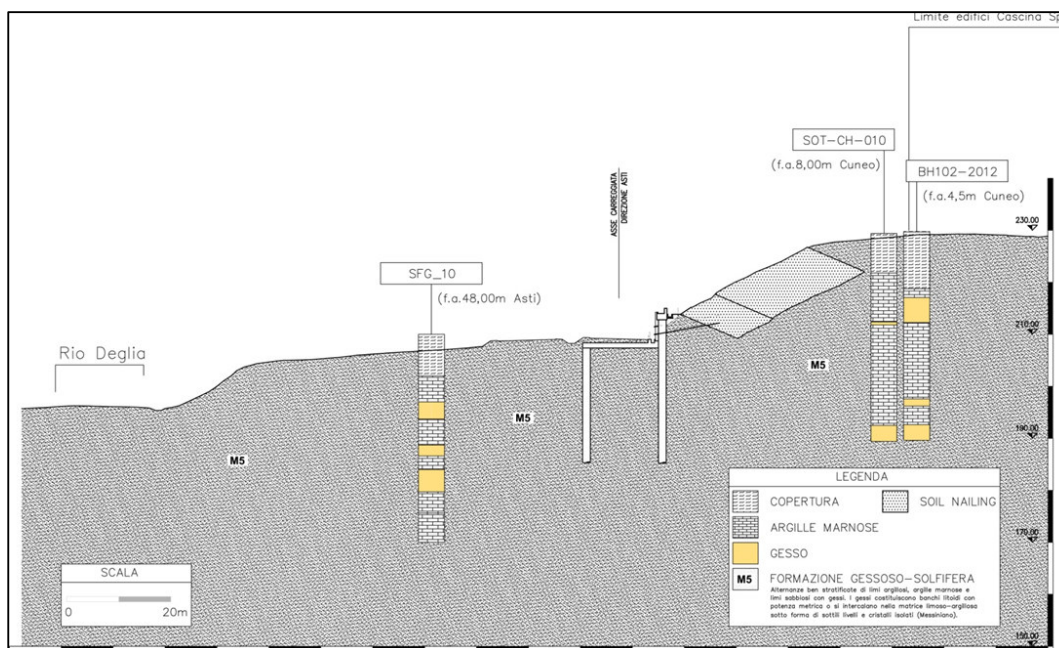 Limite edifici Cascina Sp
SOT-CH-010
(f.a.8,00m Cuneo)
BH102-2012
(f.a.4,5m Cuneo)
ASSE CARREGGIATA
DIREZIONE ASTI
230.00
SFG_10
(f.a.48,00m Asti)
210.00
Rio Deglia
M5
M5
M5
190.00
LEGENDA
COPERTURA
SOIL NAILING
ARGILLE MARNOSE
170.00
GESSO
M5 FORMAZIONE GESSOSO-SOLFIFERA
Alternanze ben stratificate di limi argillosi, argille marnose e
limi sabbiosi con gessi. I gessi costituiscono banchi litoidi con
potenza metrica o si intercalano nella matrice limoso-argillosa
sotto forma di sottili livelli e cristalli isolati (Messiniano).
SCALA
0 20m
150.00